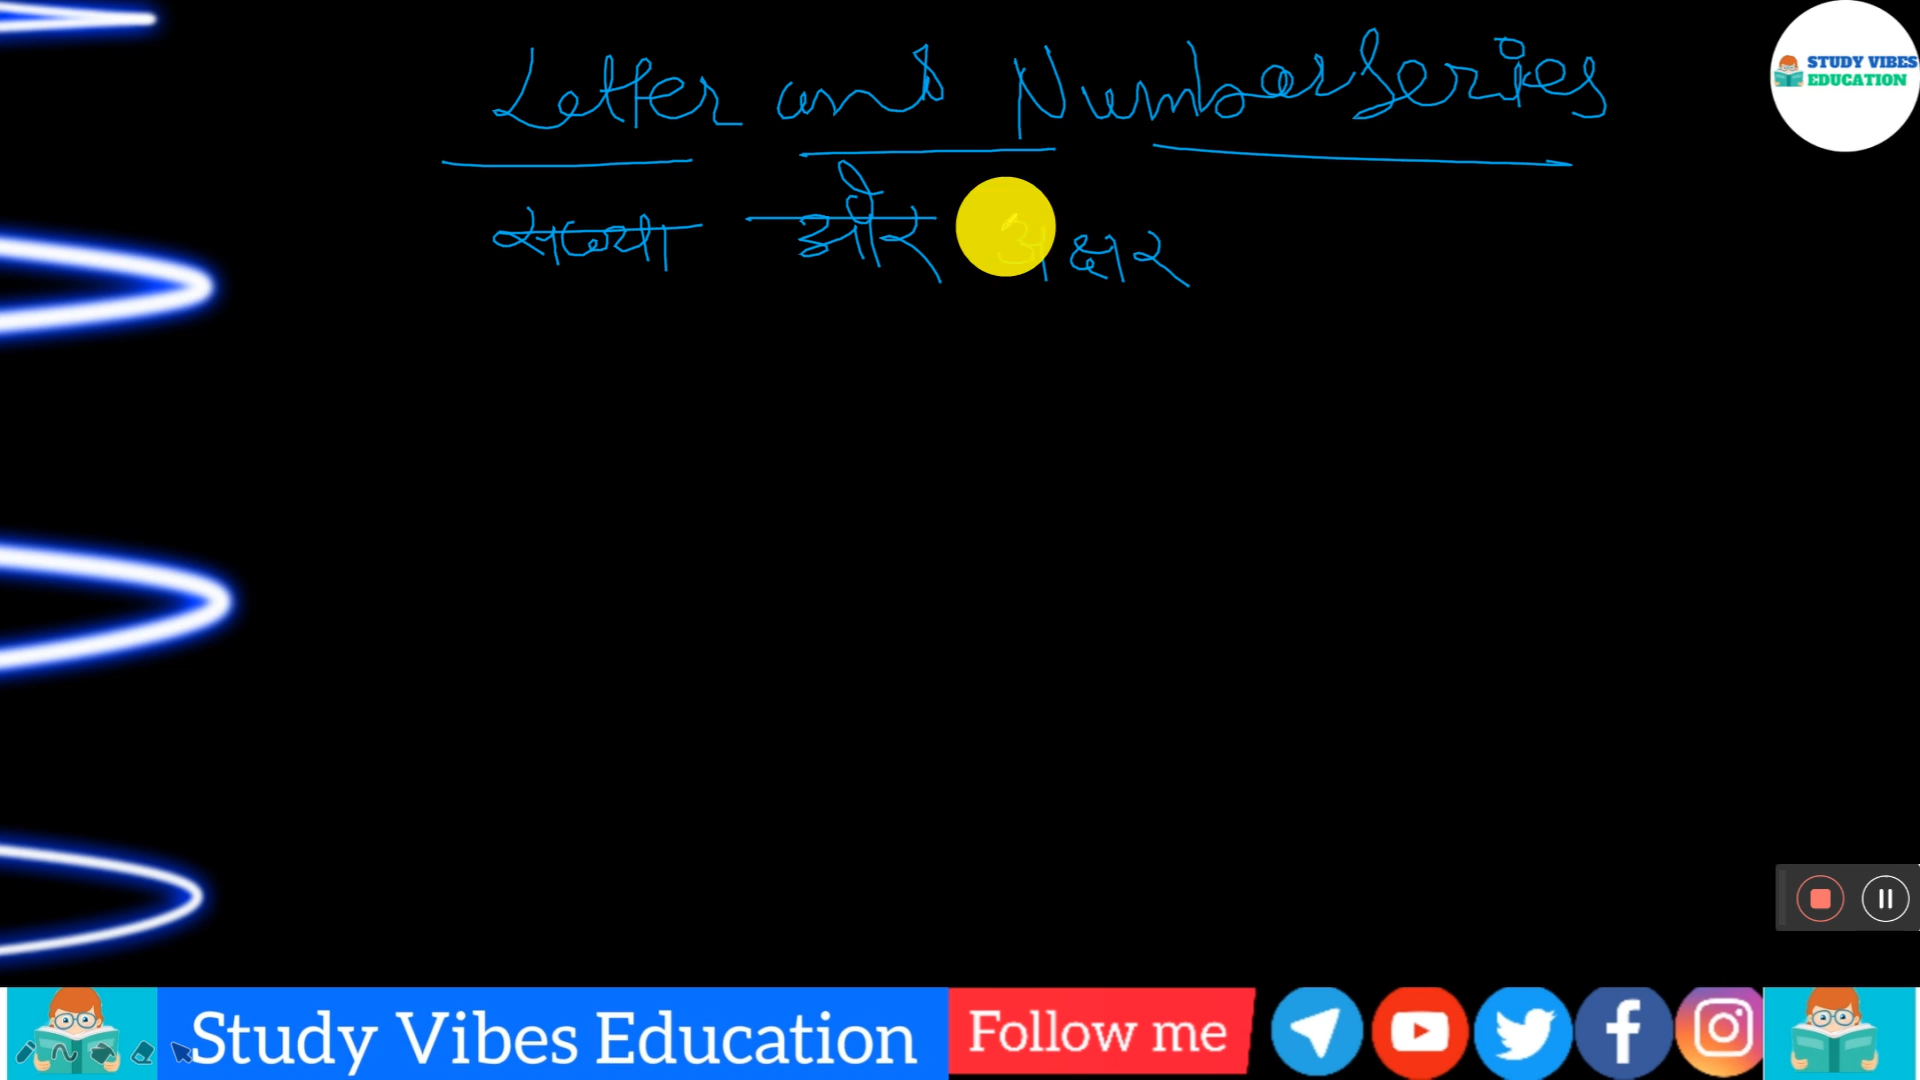 Letter and Number Series
संख्या और अक्षर
STUDY VIBES
EDUCATION
Study Vibes Education
Follow me